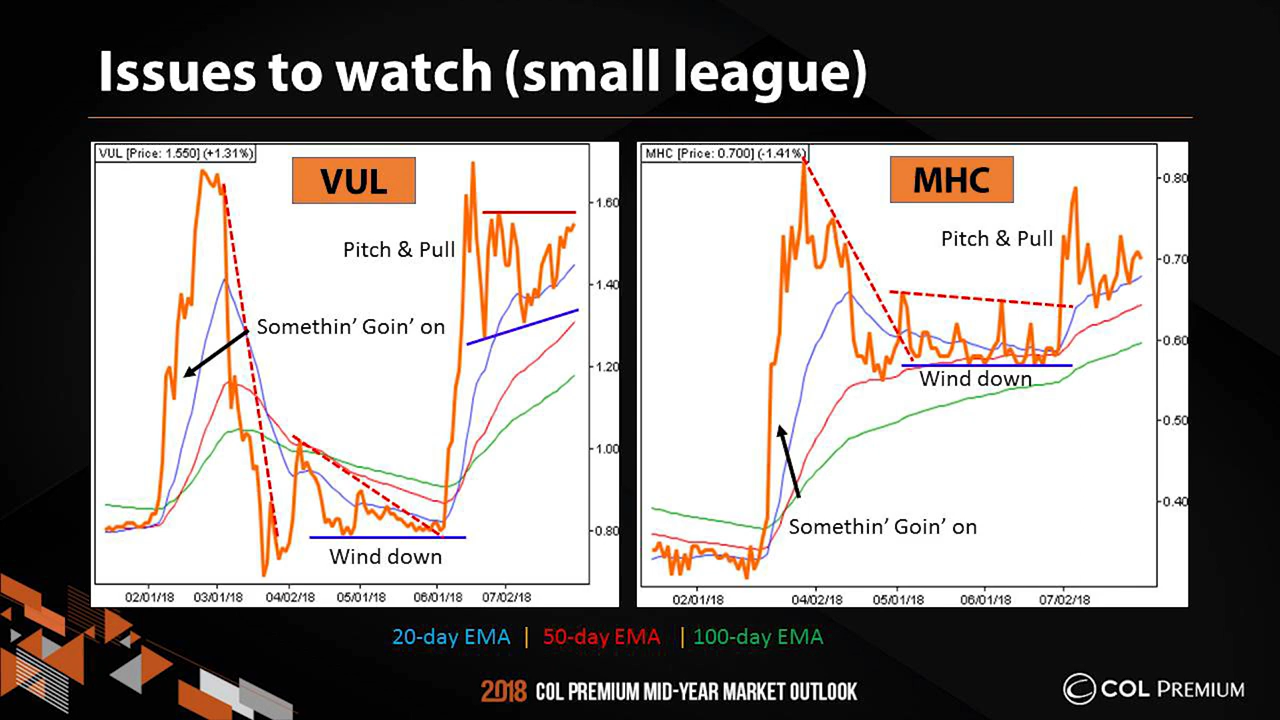 Issues to watch (small league)
VUL [Price: 1.550] (+1.31%)
VUL
Pitch & Pull
Somethin’ Goin’ on
Wind down
1.60
1.40
1.20
1.00
0.80
02/01/18 03/01/18 04/02/18 05/01/18 06/01/18 07/02/18
MHC [Price: 0.700] (-1.41%)
MHC
Pitch & Pull
Wind down
Somethin’ Goin’ on
0.80
0.70
0.60
0.50
0.40
02/01/18 04/02/18 05/01/18 06/01/18 07/02/18
20-day EMA | 50-day EMA | 100-day EMA
2018 COL PREMIUM MID-YEAR MARKET OUTLOOK
COL PREMIUM